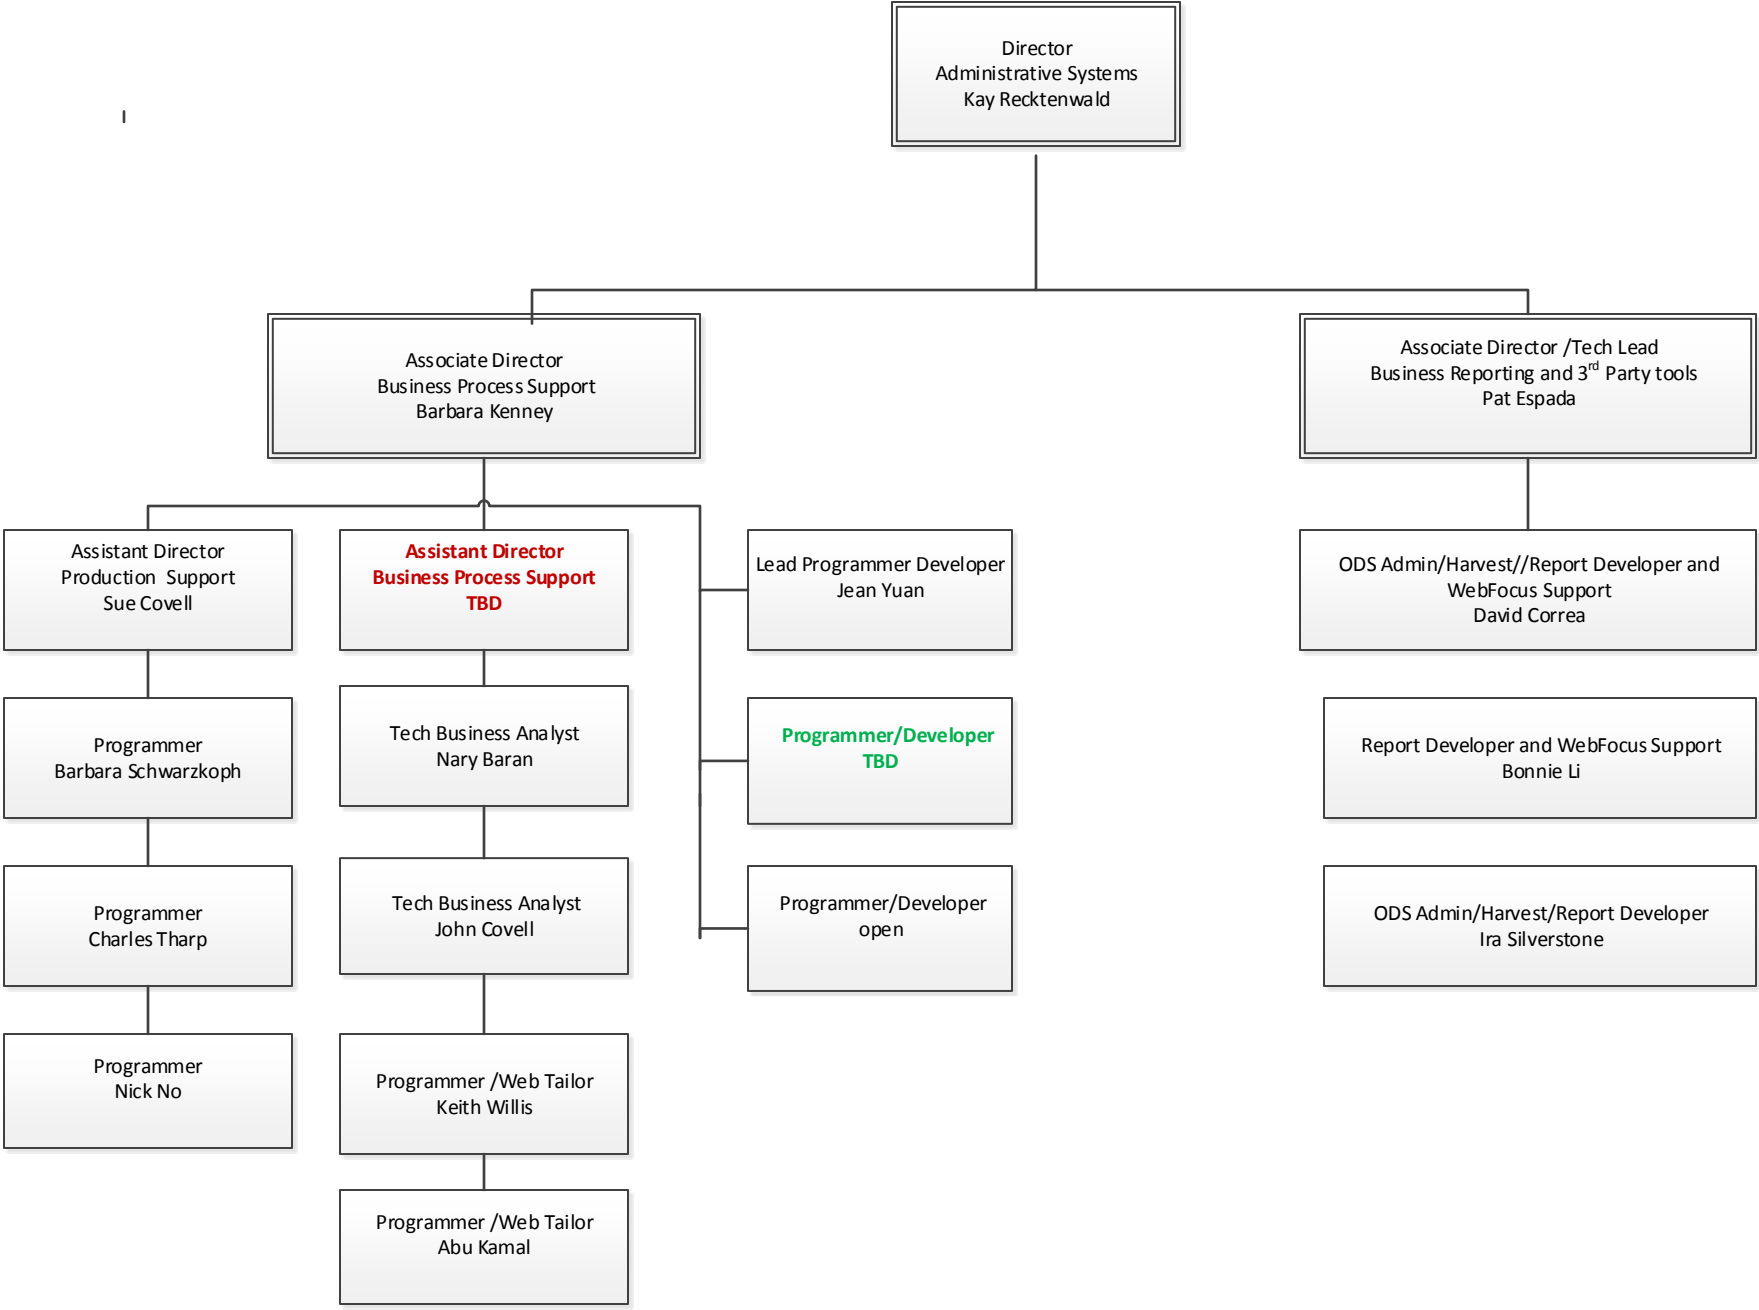 Director
Administrative Systems
Kay Recktenwald
Associate Director
Business Process Support
Barbara Kenney
Associate Director /Tech Lead
Business Reporting and 3rd Party tools
Pat Espada
Assistant Director
Production Support
Sue Covell
Assistant Director
Business Process Support
TBD
Lead Programmer Developer
Jean Yuan
ODS Admin/Harvest//Report Developer and
WebFocus Support
David Correa
Programmer
Barbara Schwarzkoph
Tech Business Analyst
Nary Baran
Programmer/Developer
TBD
Report Developer and WebFocus Support
Bonnie Li
Programmer
Charles Tharp
Tech Business Analyst
John Covell
Programmer/Developer
open
ODS Admin/Harvest/Report Developer
Ira Silverstone
Programmer
Nick No
Programmer /Web Tailor
Keith Willis
Programmer /Web Tailor
Abu Kamal